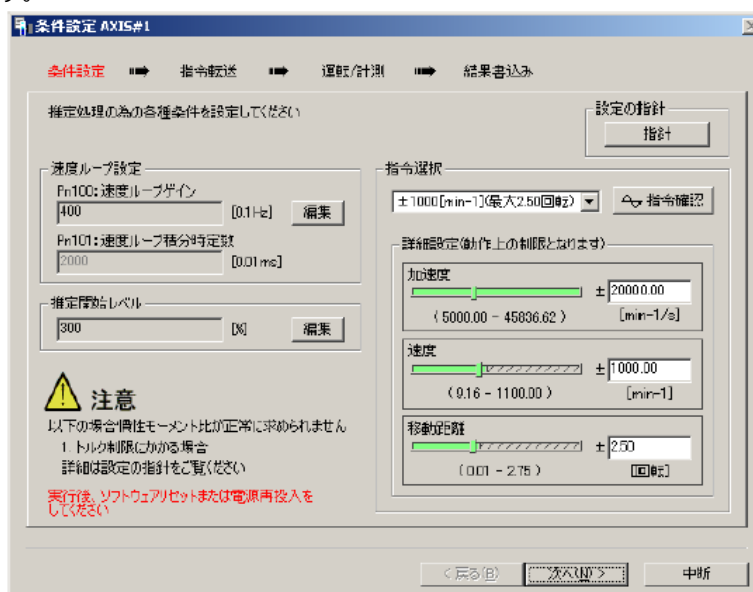 す。
条件設定 AXIS#1
条件設定 ➡ 指令転送 ➡ 運転/計測 ➡ 結果書込み
推定処理の為の各種条件を設定してください
設定の指針
指針
速度ループ設定
Pn100:速度ループゲイン
400 [0.1Hz] 編集
Pn101:速度ループ積分時定数
2000 [0.01ms]
推定開始レベル
300 [%] 編集
注意
以下の場合慣性モーメント比が正常に求められません
1. トルク制限にかかる場合
詳細は設定の指針をご覧ください
実行後、ソフトウェアリセットまたは電源再投入を
してください
指令選択
±1000[min-1](最大2.50回転) 指令確認
詳細設定(動作上の制限となります)
加速度
± 20000.00
( 5000.00 - 45836.62 ) [min-1/s]
速度
± 1000.00
( 9.16 - 1100.00 ) [min-1]
移動距離
± 2.50
( 0.01 - 2.75 ) [回転]
< 戻る(B) 次へ(N) > 中断